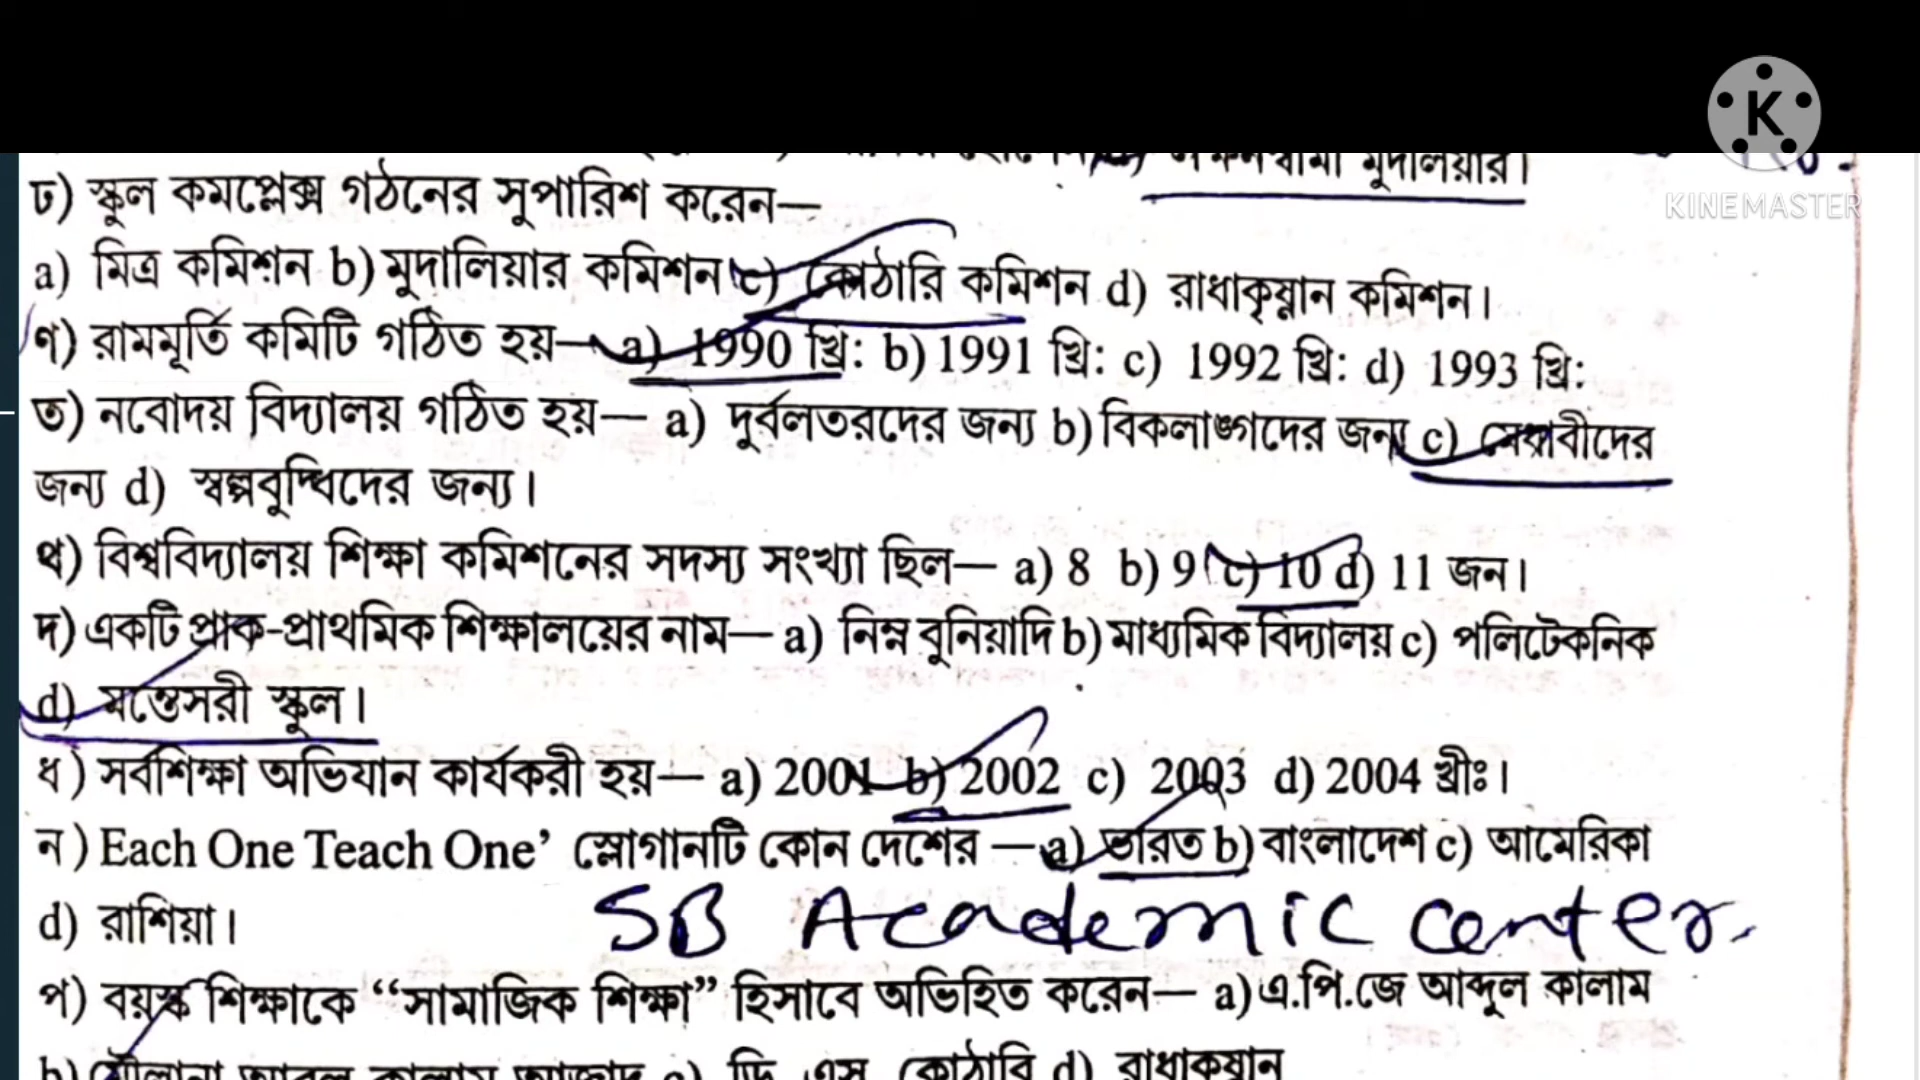 K
KINEMASTER
মুদালিয়ার।
ঢ) স্কুল কমপ্লেক্স গঠনের সুপারিশ করেন—
a) মিত্র কমিশন b) মুদালিয়ার কমিশন c) কোঠারি কমিশন d) রাধাকৃষ্ণান কমিশন।
ণ) রামমূর্তি কমিটি গঠিত হয়— a) 1990 খ্রি: b) 1991 খ্রি: c) 1992 খ্রি: d) 1993 খ্রি:
ত) নবোদয় বিদ্যালয় গঠিত হয়— a) দুর্বলতরদের জন্য b) বিকলাঙ্গদের জন্য c) মেধাবীদের
জন্য d) স্বল্পবুদ্ধিদের জন্য।
থ) বিশ্ববিদ্যালয় শিক্ষা কমিশনের সদস্য সংখ্যা ছিল— a) 8 b) 9 c) 10 d) 11 জন।
দ) একটি প্রাক-প্রাথমিক শিক্ষালয়ের নাম— a) নিম্ন বুনিয়াদি b) মাধ্যমিক বিদ্যালয় c) পলিটেকনিক
d) মন্তেসরী স্কুল।
ধ) সর্বশিক্ষা অভিযান কার্যকরী হয়— a) 2001 b) 2002 c) 2003 d) 2004 খ্রীঃ।
ন) Each One Teach One’ স্লোগানটি কোন দেশের — a) ভারত b) বাংলাদেশ c) আমেরিকা
d) রাশিয়া।
SB Academic Center.
প) বয়স্ক শিক্ষাকে “সামাজিক শিক্ষা” হিসাবে অভিহিত করেন— a) এ.পি.জে আব্দুল কালাম
b) মৌলানা আবুল কালাম আজাদ c) ডি. এস. কোঠারি d) রাধাকৃষ্ণান